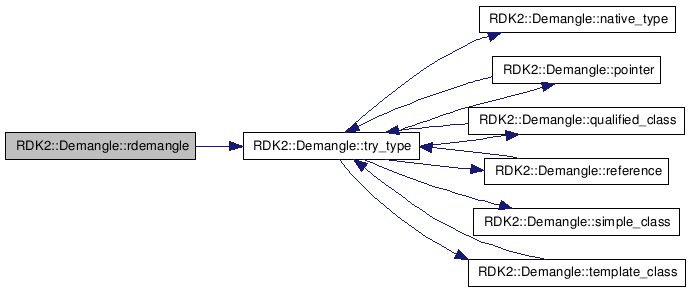 RDK2::Demangle::native_type
RDK2::Demangle::pointer
RDK2::Demangle::qualified_class
RDK2::Demangle::rdemangle
RDK2::Demangle::try_type
RDK2::Demangle::reference
RDK2::Demangle::simple_class
RDK2::Demangle::template_class